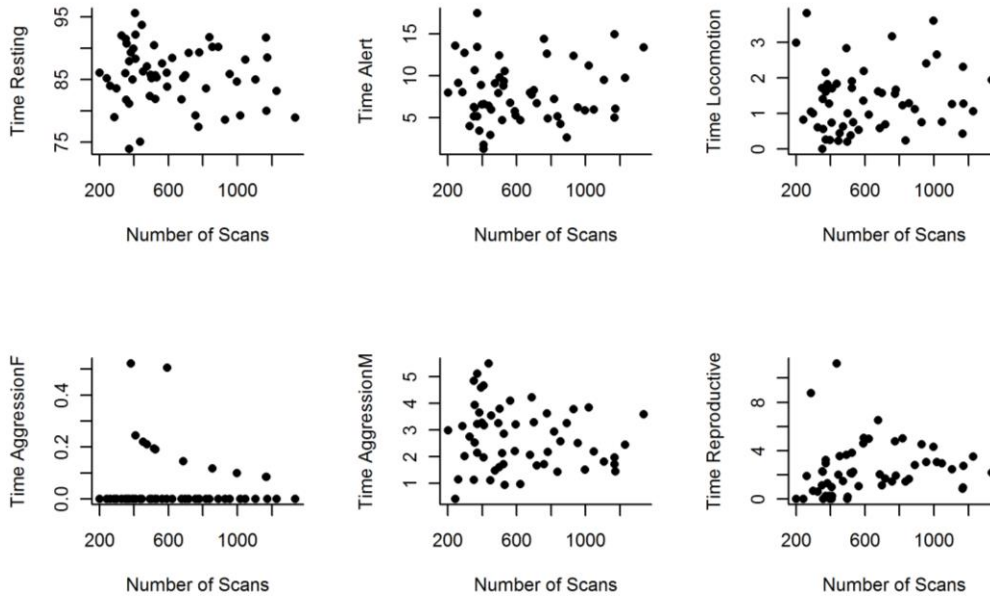 Time Resting
95
85
75
200 600 1000
Number of Scans
Time Alert
15
10
5
200 600 1000
Number of Scans
Time Locomotion
3
2
1
0
200 600 1000
Number of Scans
Time AggressionF
0.4
0.2
0.0
200 600 1000
Number of Scans
Time AggressionM
5
4
3
2
1
200 600 1000
Number of Scans
Time Reproductive
8
4
0
200 600 1000
Number of Scans